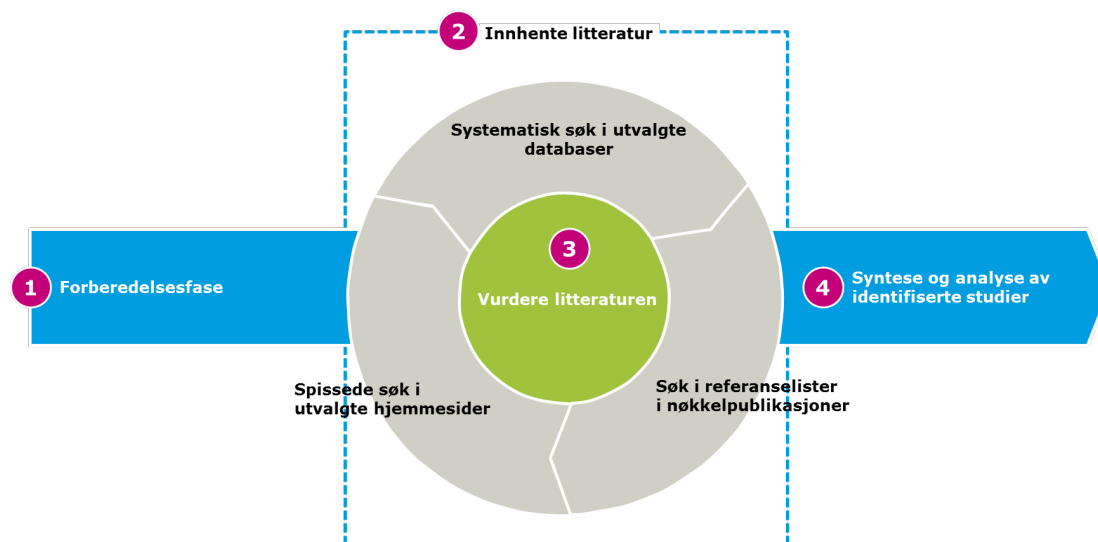 2 Innhente litteratur
Systematisk søk i utvalgte
databaser
3
Vurdere litteraturen
1 Forberedelsesfase
4 Syntese og analyse av
identifiserte studier
Spissede søk i
utvalgte hjemmesider
Søk i referanselister
i nøkkelpublikasjoner